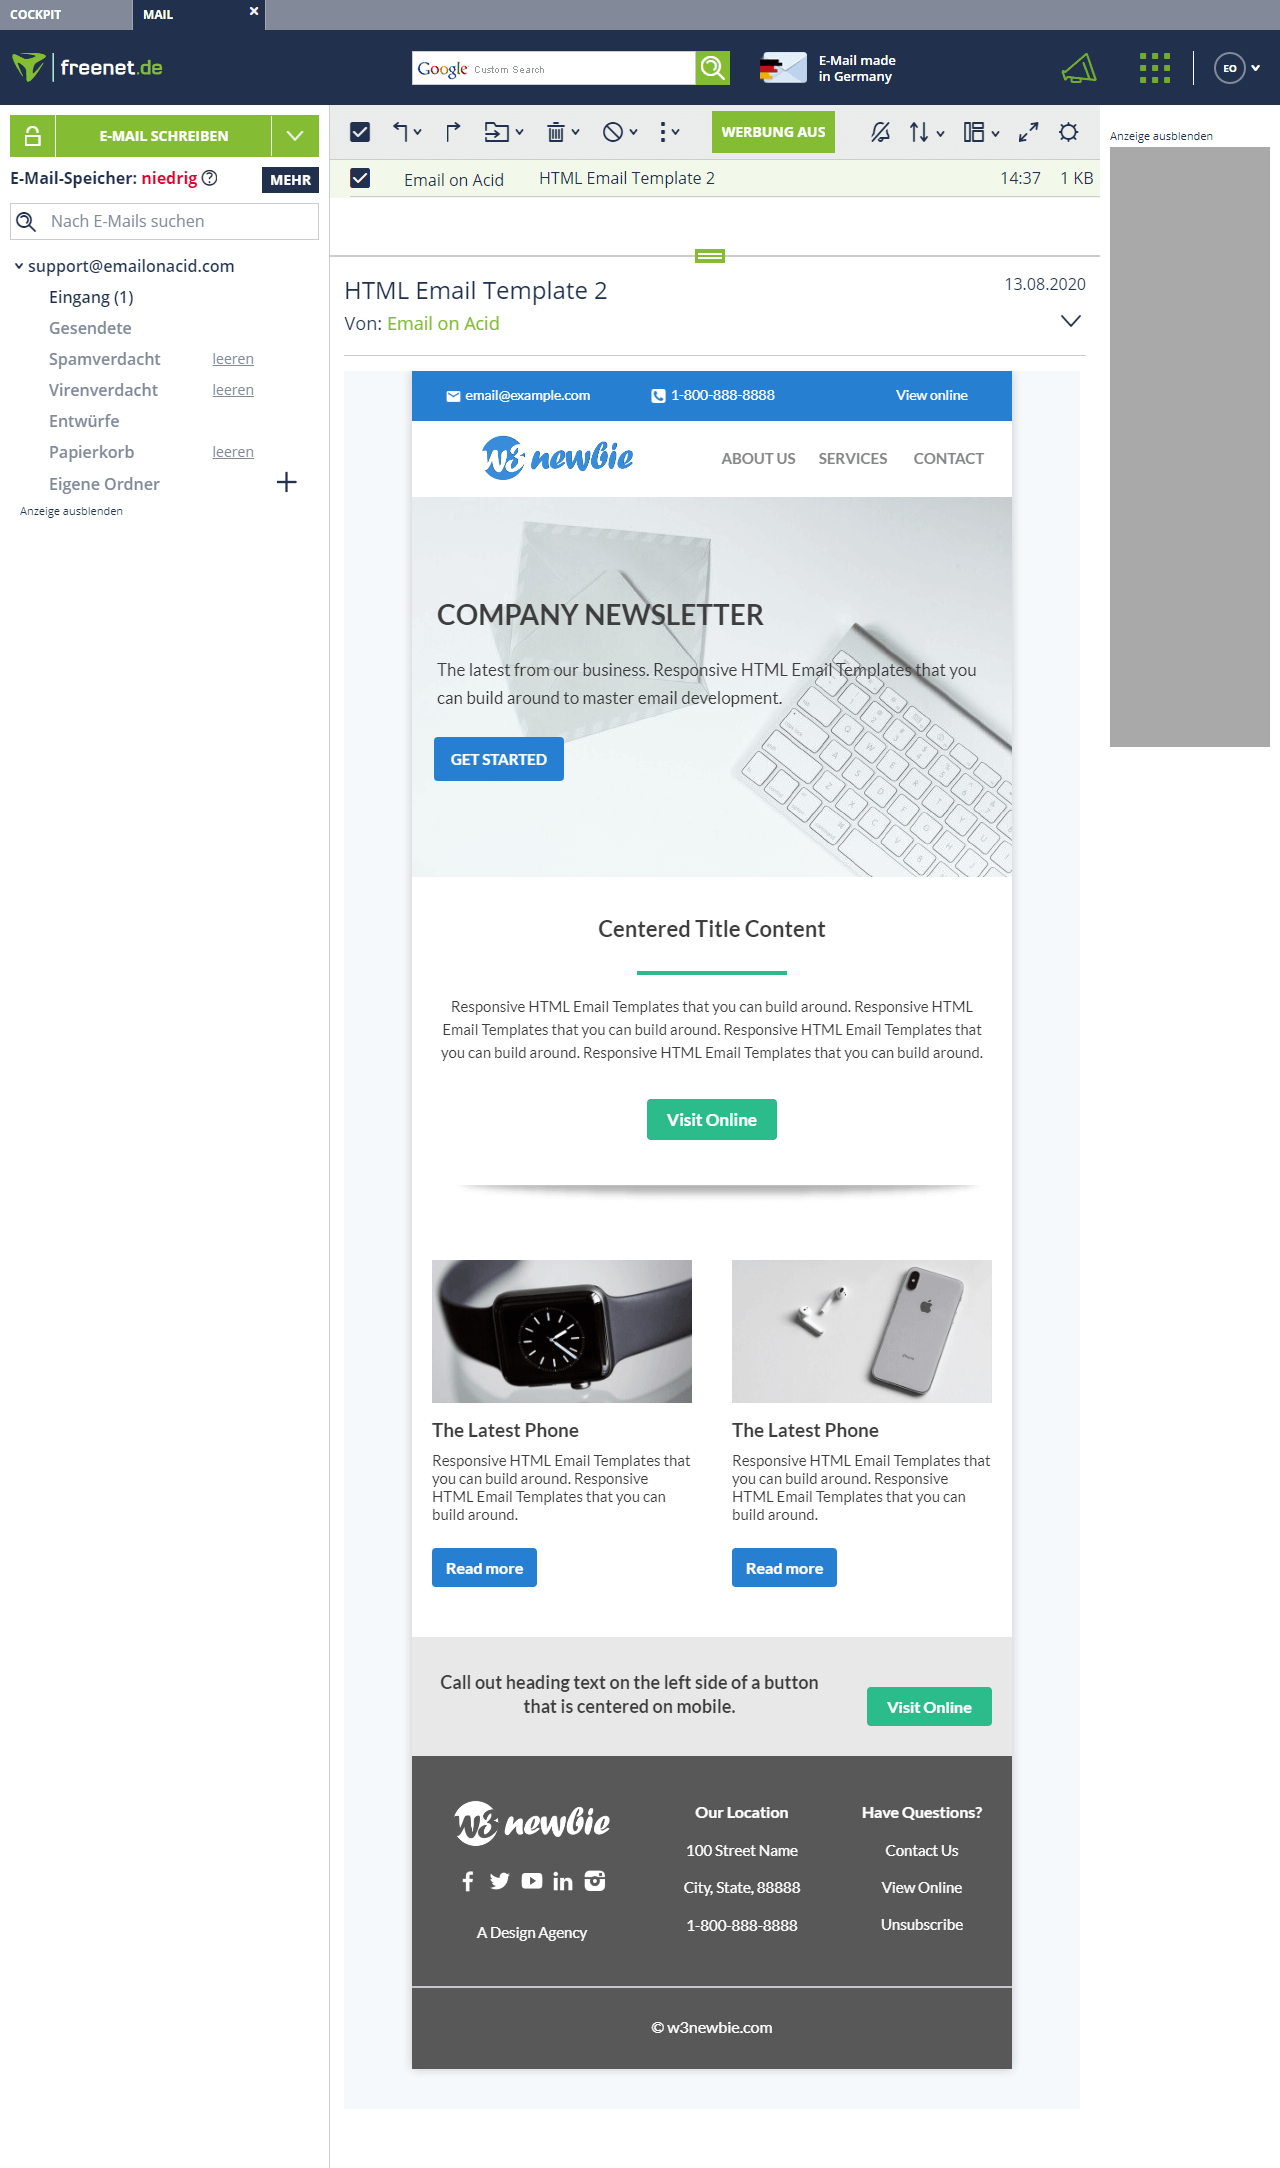 COCKPIT
MAIL
freenet.de
Google Custom Search
E-Mail made
in Germany
EO
E-MAIL SCHREIBEN
E-Mail-Speicher: niedrig
MEHR
Nach E-Mails suchen
support@emailonacid.com
Eingang (1)
Gesendete
Spamverdacht leeren
Virenverdacht leeren
Entwürfe
Papierkorb leeren
Eigene Ordner
Anzeige ausblenden
WERBUNG AUS
Email on Acid HTML Email Template 2 14:37 1 KB
HTML Email Template 2
13.08.2020
Von: Email on Acid
Anzeige ausblenden
email@example.com 1-800-888-8888 View online
W3 newbie
ABOUT US SERVICES CONTACT
COMPANY NEWSLETTER
The latest from our business. Responsive HTML Email Templates that you
can build around to master email development.
GET STARTED
Centered Title Content
Responsive HTML Email Templates that you can build around. Responsive HTML
Email Templates that you can build around. Responsive HTML Email Templates that
you can build around. Responsive HTML Email Templates that you can build around.
Visit Online
The Latest Phone
Responsive HTML Email Templates that
you can build around. Responsive
HTML Email Templates that you can
build around.
Read more
iPhone
The Latest Phone
Responsive HTML Email Templates that
you can build around. Responsive
HTML Email Templates that you can
build around.
Read more
Call out heading text on the left side of a button
that is centered on mobile.
Visit Online
W3 newbie
A Design Agency
Our Location
100 Street Name
City, State, 88888
1-800-888-8888
Have Questions?
Contact Us
View Online
Unsubscribe
© w3newbie.com